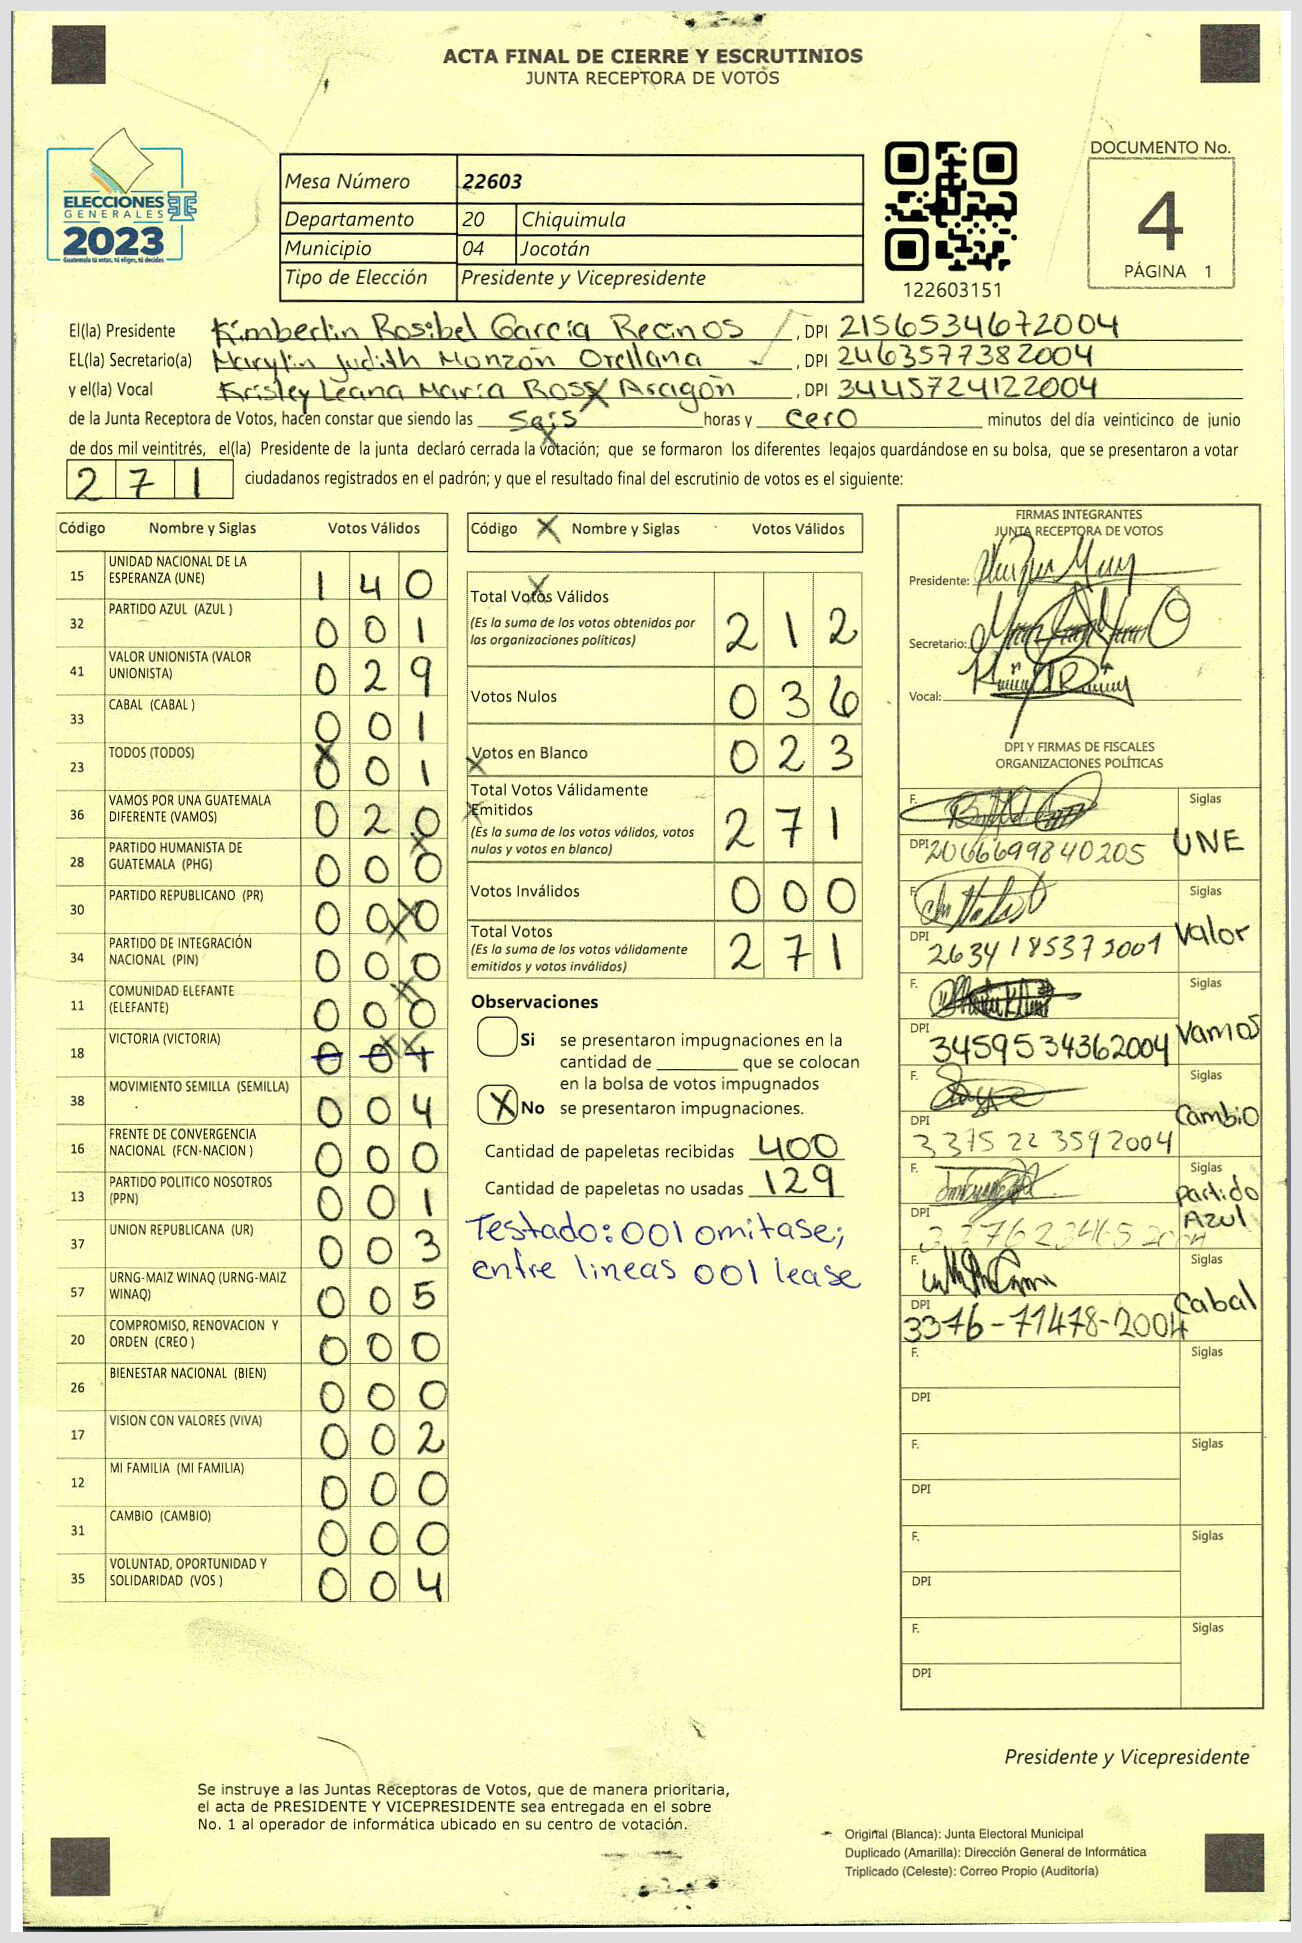 ACTA FINAL DE CIERRE Y ESCRUTINIOS
JUNTA RECEPTORA DE VOTOS
ELECCIONES
GENERALES
2023
Guatemala tú votas, tú eliges, tú decides
Mesa Número 22603
Departamento 20 Chiquimula
Municipio 04 Jocotán
Tipo de Elección Presidente y Vicepresidente
122603151
DOCUMENTO No.
4
PÁGINA 1
El(la) Presidente Kimberlin Rosibel García Recinos, DPI 2156534672004
EL(la) Secretario(a) Marylin Judith Monzón Orellana, DPI 2463577382004
y el(la) Vocal Krisley Leana María Rossy Aragón, DPI 3445724122004
de la Junta Receptora de Votos, hacen constar que siendo las seis horas y cero minutos del día veinticinco de junio
de dos mil veintitrés, el(la) Presidente de la junta declaró cerrada la votación; que se formaron los diferentes legajos guardándose en su bolsa, que se presentaron a votar
271 ciudadanos registrados en el padrón; y que el resultado final del escrutinio de votos es el siguiente:
Código Nombre y Siglas Votos Válidos
15 UNIDAD NACIONAL DE LA ESPERANZA (UNE) 140
32 PARTIDO AZUL (AZUL ) 001
41 VALOR UNIONISTA (VALOR UNIONISTA) 029
33 CABAL (CABAL ) 001
23 TODOS (TODOS) 001
36 VAMOS POR UNA GUATEMALA DIFERENTE (VAMOS) 020
28 PARTIDO HUMANISTA DE GUATEMALA (PHG) 000
30 PARTIDO REPUBLICANO (PR) 000
34 PARTIDO DE INTEGRACIÓN NACIONAL (PIN) 000
11 COMUNIDAD ELEFANTE (ELEFANTE) 000
18 VICTORIA (VICTORIA) 001
38 MOVIMIENTO SEMILLA (SEMILLA) 004
16 FRENTE DE CONVERGENCIA NACIONAL (FCN-NACION ) 000
13 PARTIDO POLITICO NOSOTROS (PPN) 001
37 UNION REPUBLICANA (UR) 003
57 URNG-MAIZ WINAQ (URNG-MAIZ WINAQ) 005
20 COMPROMISO, RENOVACION Y ORDEN (CREO ) 000
26 BIENESTAR NACIONAL (BIEN) 000
17 VISION CON VALORES (VIVA) 002
12 MI FAMILIA (MI FAMILIA) 000
31 CAMBIO (CAMBIO) 000
35 VOLUNTAD, OPORTUNIDAD Y SOLIDARIDAD (VOS ) 004
Código Nombre y Siglas Votos Válidos
Total Votos Válidos 212
(Es la suma de los votos obtenidos por
las organizaciones políticas)
Votos Nulos 036
Votos en Blanco 023
Total Votos Válidamente
Emitidos 271
(Es la suma de los votos válidos, votos
nulos y votos en blanco)
Votos Inválidos 000
Total Votos 271
(Es la suma de los votos válidamente
emitidos y votos inválidos)
Observaciones
Si se presentaron impugnaciones en la
cantidad de ________ que se colocan
en la bolsa de votos impugnados
X No se presentaron impugnaciones.
Cantidad de papeletas recibidas 400
Cantidad de papeletas no usadas 129
Testado: 001 omitase;
entre lineas 001 lease
FIRMAS INTEGRANTES
JUNTA RECEPTORA DE VOTOS
Presidente:
Secretario:
Vocal:
DPI Y FIRMAS DE FISCALES
ORGANIZACIONES POLÍTICAS
F. Siglas
DPI 2066699840205 UNE
F. Siglas
DPI 2634185372001 Valor
F. Siglas
DPI 3459534362004 Vamos
F. Siglas
DPI 3375223592004 Cambio
F. Siglas
DPI Partido Azul
F. Siglas
DPI 3376-71478-2004 Cabal
F. Siglas
DPI
F. Siglas
DPI
F. Siglas
DPI
F. Siglas
DPI
Presidente y Vicepresidente
Se instruye a las Juntas Receptoras de Votos, que de manera prioritaria,
el acta de PRESIDENTE Y VICEPRESIDENTE sea entregada en el sobre
No. 1 al operador de informática ubicado en su centro de votación.
Original (Blanca): Junta Electoral Municipal
Duplicado (Amarilla): Dirección General de Informática
Triplicado (Celeste): Correo Propio (Auditoría)